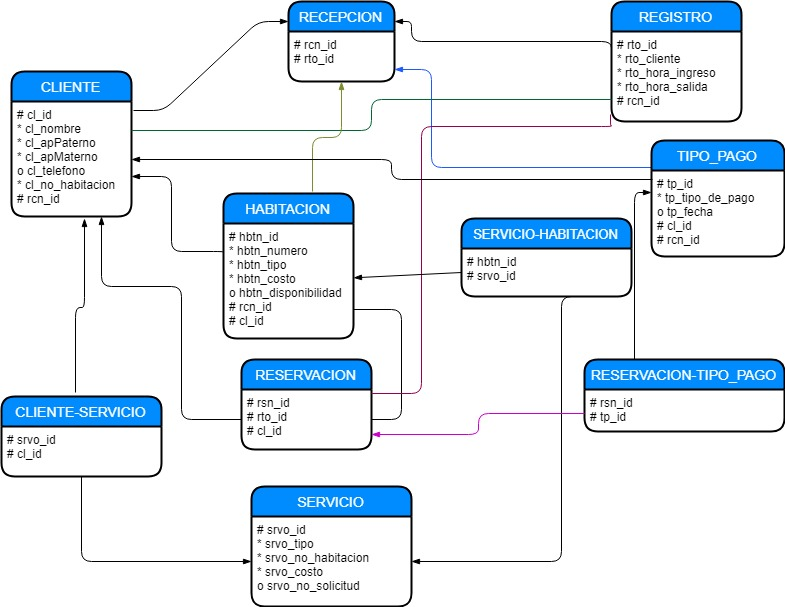 RECEPCION
# rcn_id
# rto_id
REGISTRO
# rto_id
* rto_cliente
* rto_hora_ingreso
* rto_hora_salida
# rcn_id
CLIENTE
# cl_id
* cl_nombre
* cl_apPaterno
* cl_apMaterno
o cl_telefono
* cl_no_habitacion
# rcn_id
TIPO_PAGO
# tp_id
* tp_tipo_de_pago
o tp_fecha
# cl_id
# rcn_id
HABITACION
# hbtn_id
* hbtn_numero
* hbtn_tipo
* hbtn_costo
o hbtn_disponibilidad
# rcn_id
# cl_id
SERVICIO-HABITACION
# hbtn_id
# srvo_id
RESERVACION
# rsn_id
# rto_id
# cl_id
RESERVACION-TIPO_PAGO
# rsn_id
# tp_id
CLIENTE-SERVICIO
# srvo_id
# cl_id
SERVICIO
# srvo_id
* srvo_tipo
* srvo_no_habitacion
* srvo_costo
o srvo_no_solicitud